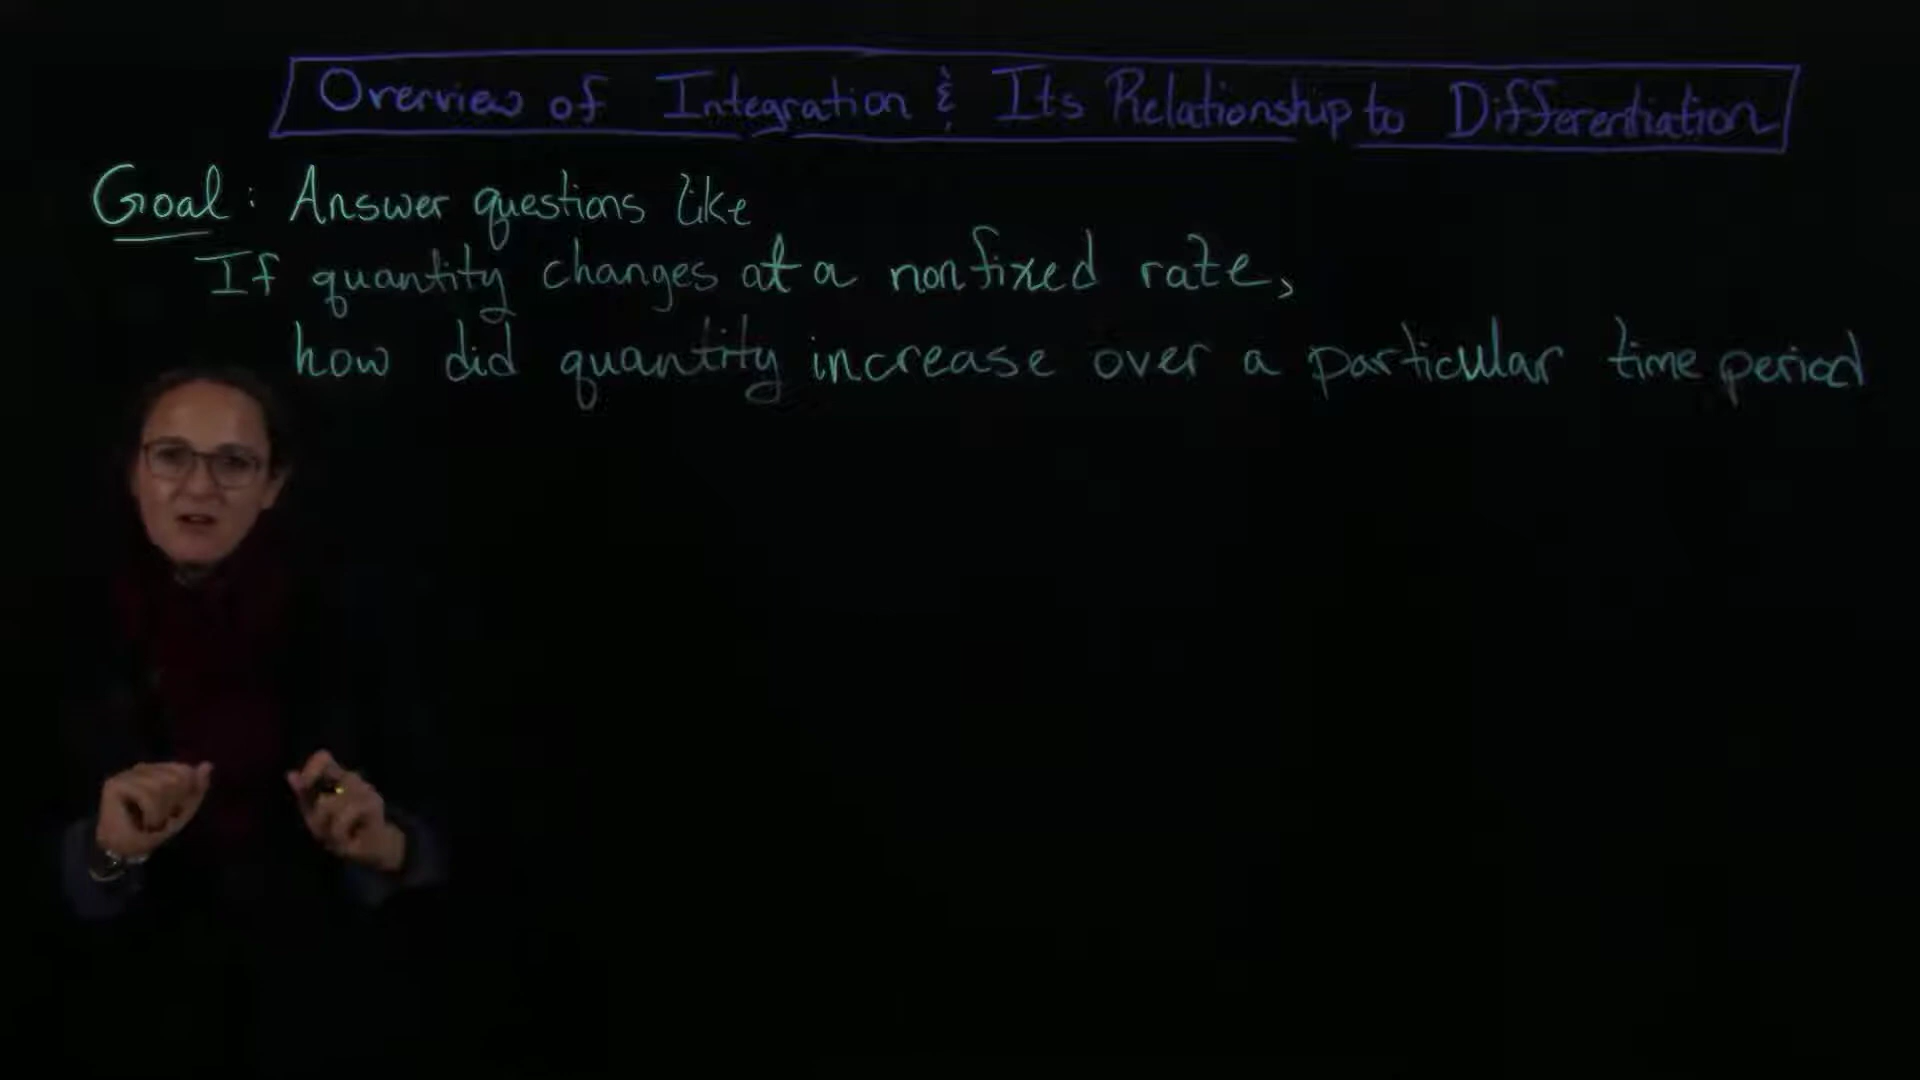 Overview of Integration & Its Relationship to Differentiation
Goal: Answer questions like
If quantity changes at a nonfixed rate,
how did quantity increase over a particular time period